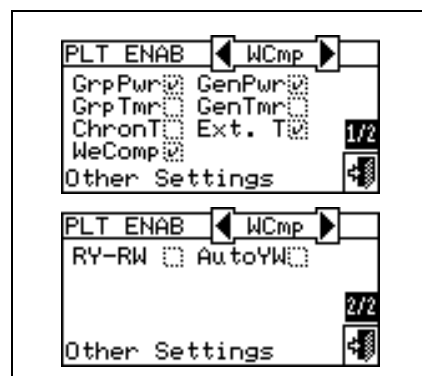 PLT ENAB WCmp
GrpPwr GenPwr
GrpTmr GenTmr
ChronT Ext. T
1/2
WeComp
Other Settings
PLT ENAB WCmp
RY-RW AutoYW
2/2
Other Settings